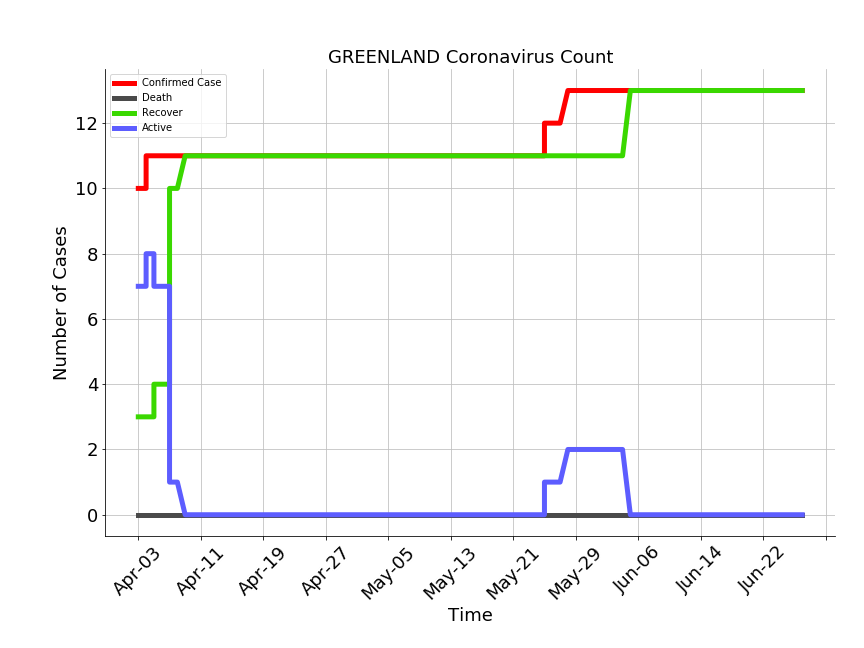 GREENLAND Coronavirus Count
Confirmed Case
Death
Recover
Active
Number of Cases
12
10
8
6
4
2
0
Apr-03
Apr-11
Apr-19
Apr-27
May-05
May-13
May-21
May-29
Jun-06
Jun-14
Jun-22
Time